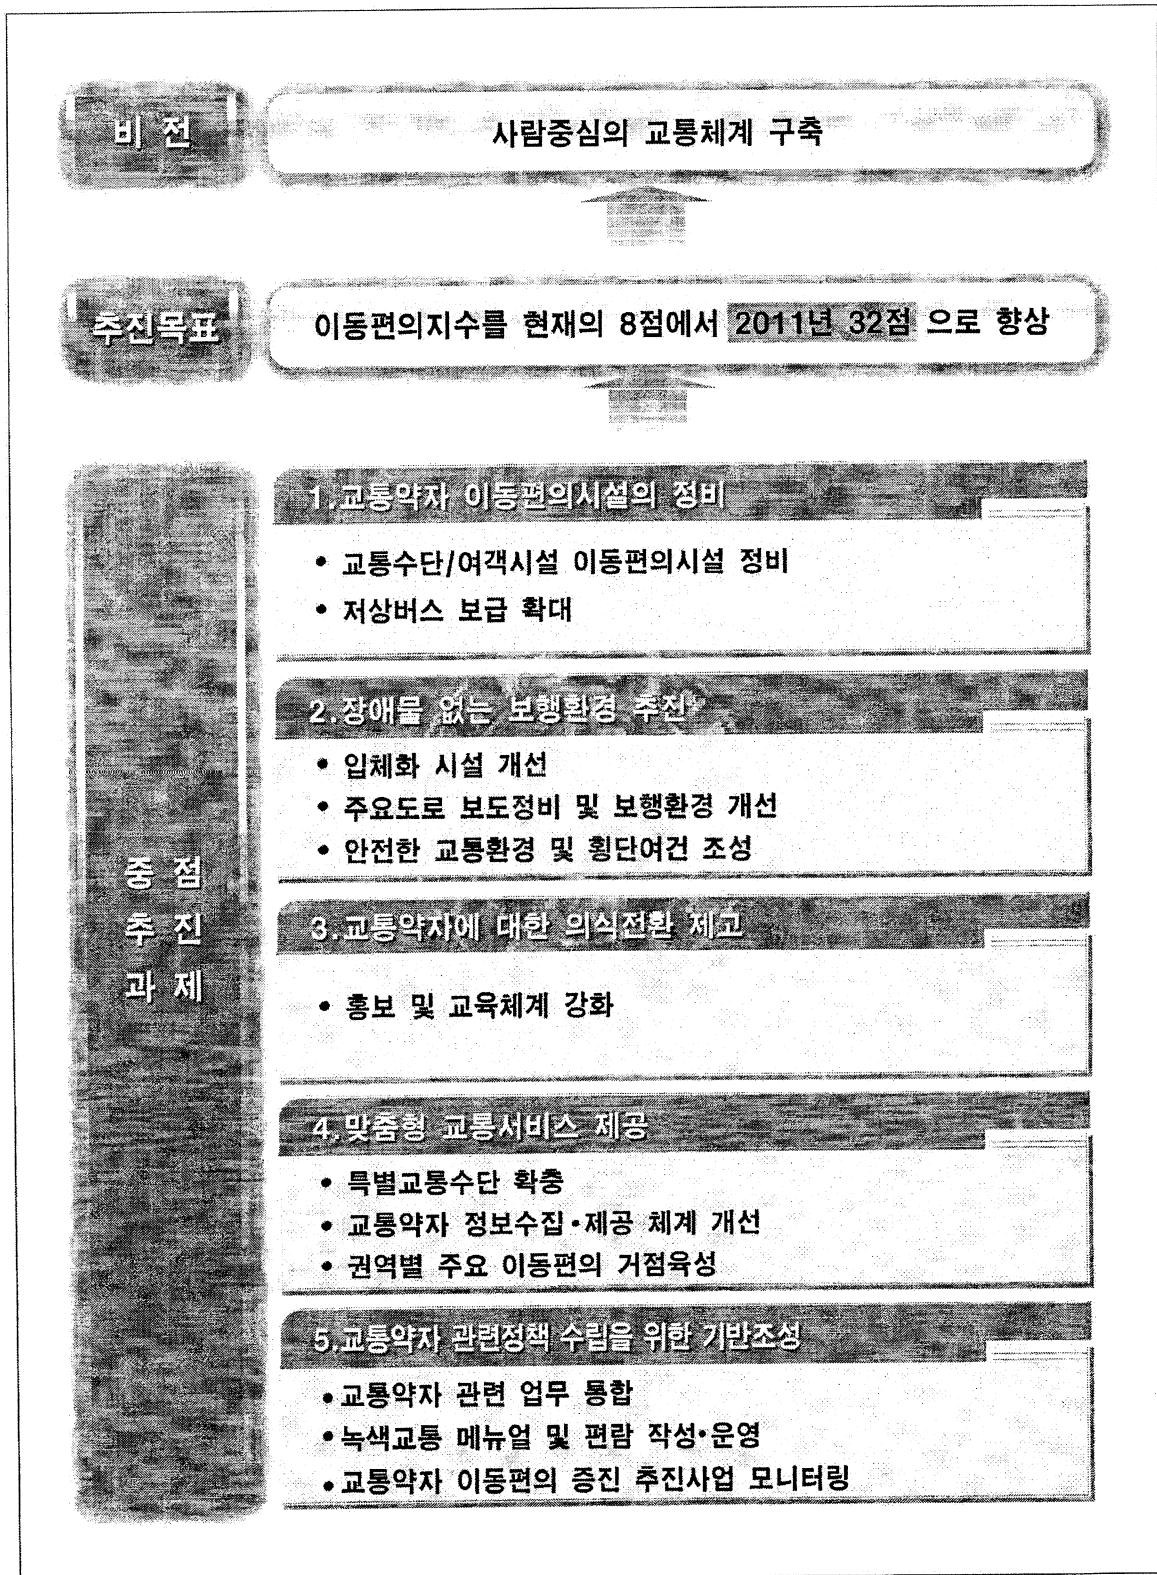 비 전
사람중심의 교통체계 구축
추진목표
이동편의지수를 현재의 8점에서 2011년 32점 으로 향상
중 점
추 진
과 제
1.교통약자 이동편의시설의 정비
• 교통수단/여객시설 이동편의시설 정비
• 저상버스 보급 확대
2.장애물 없는 보행환경 추진
• 입체화 시설 개선
• 주요도로 보도정비 및 보행환경 개선
• 안전한 교통환경 및 횡단여건 조성
3.교통약자에 대한 의식전환 제고
• 홍보 및 교육체계 강화
4.맞춤형 교통서비스 제공
• 특별교통수단 확충
• 교통약자 정보수집•제공 체계 개선
• 권역별 주요 이동편의 거점육성
5.교통약자 관련정책 수립을 위한 기반조성
• 교통약자 관련 업무 통합
• 녹색교통 메뉴얼 및 편람 작성•운영
• 교통약자 이동편의 증진 추진사업 모니터링